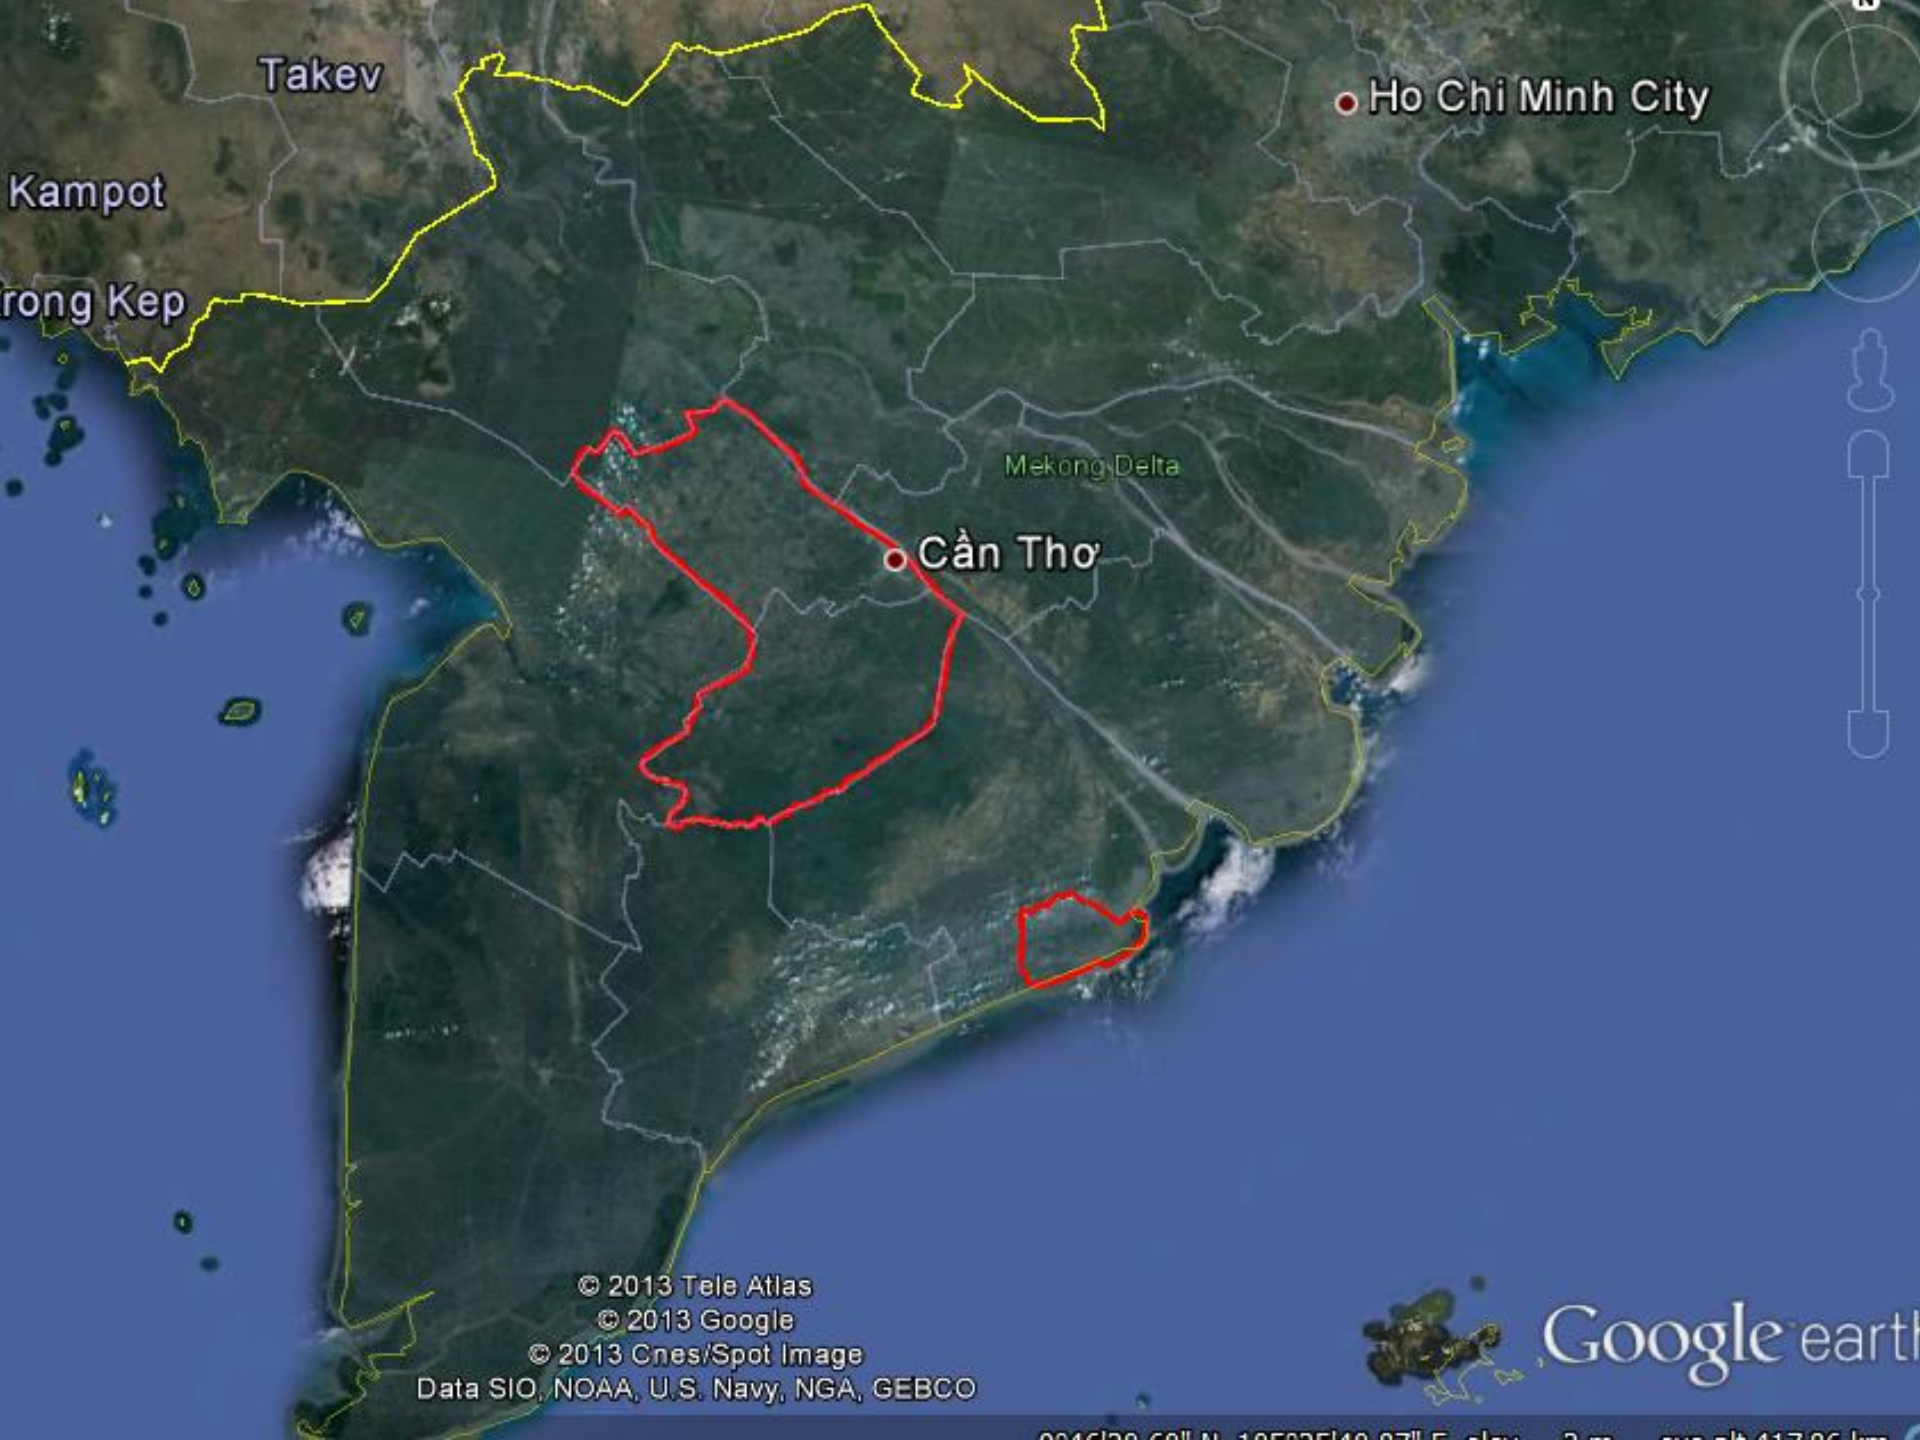 Takev
Ho Chi Minh City
Kampot
rong Kep
Mekong Delta
Cần Thơ
© 2013 Tele Atlas
© 2013 Google
© 2013 Cnes/Spot Image
Data SIO, NOAA, U.S. Navy, NGA, GEBCO
Google earth